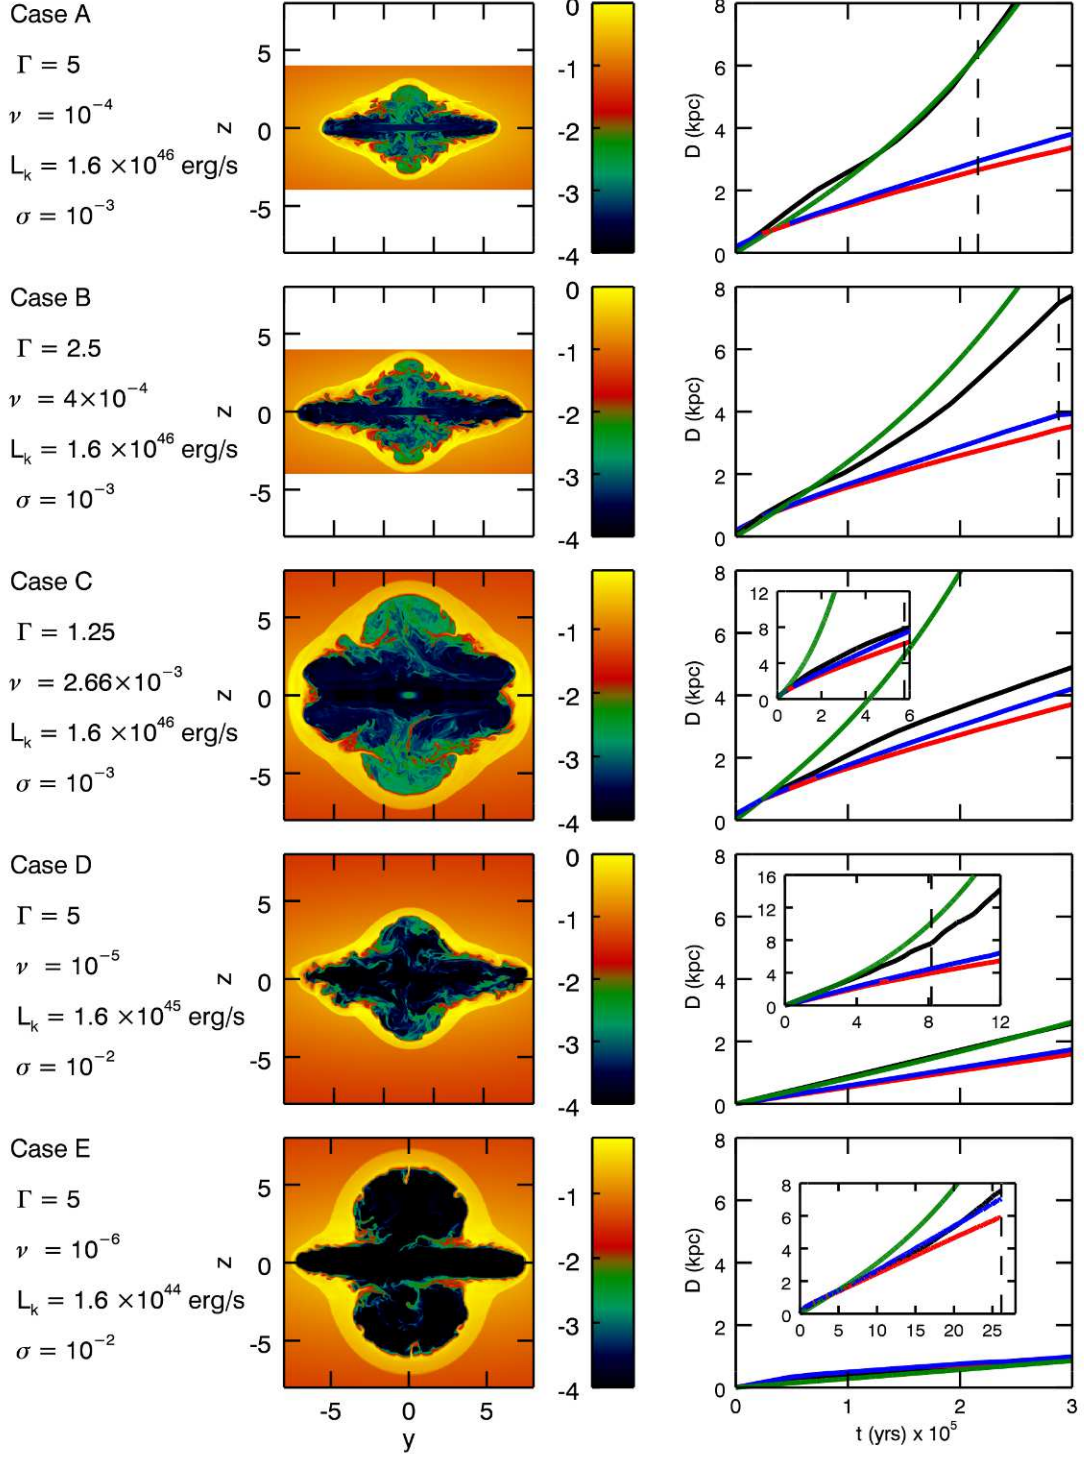 Case A
Γ = 5
ν = 10⁻⁴
Lₖ = 1.6 ×10⁴⁶ erg/s
σ = 10⁻³
z
5
0
-5
0
-1
-2
-3
-4
D (kpc)
8
6
4
2
0
Case B
Γ = 2.5
ν = 4×10⁻⁴
Lₖ = 1.6 ×10⁴⁶ erg/s
σ = 10⁻³
z
5
0
-5
0
-1
-2
-3
-4
D (kpc)
8
6
4
2
0
Case C
Γ = 1.25
ν = 2.66×10⁻³
Lₖ = 1.6 ×10⁴⁶ erg/s
σ = 10⁻³
z
5
0
-5
-1
-2
-3
-4
D (kpc)
8
6
4
2
0
12
8
4
0
0 2 4 6
Case D
Γ = 5
ν = 10⁻⁵
Lₖ = 1.6 ×10⁴⁵ erg/s
σ = 10⁻²
z
5
0
-5
0
-1
-2
-3
-4
D (kpc)
8
6
4
2
0
16
12
8
4
0
0 4 8 12
Case E
Γ = 5
ν = 10⁻⁶
Lₖ = 1.6 ×10⁴⁴ erg/s
σ = 10⁻²
z
5
0
-5
-5 0 5
y
-1
-2
-3
-4
D (kpc)
8
6
4
2
0
8
6
4
2
0
0 5 10 15 20 25
0 1 2 3
t (yrs) x 10⁵